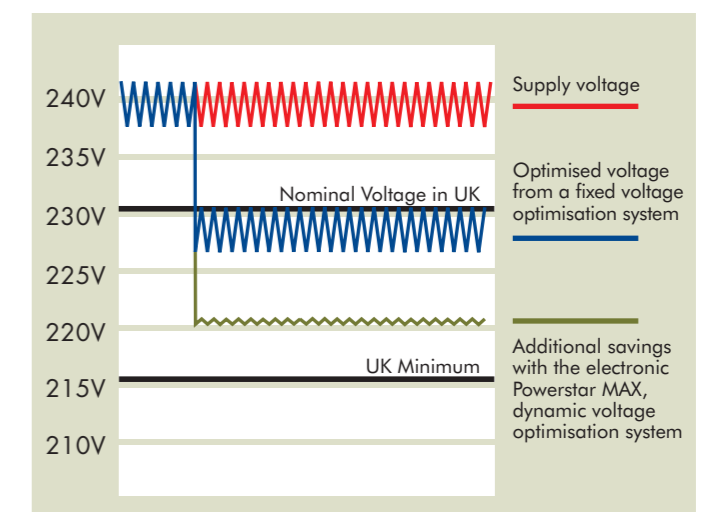 240V
235V
230V
225V
220V
215V
210V
Nominal Voltage in UK
UK Minimum
Supply voltage
Optimised voltage
from a fixed voltage
optimisation system
Additional savings
with the electronic
Powerstar MAX,
dynamic voltage
optimisation system